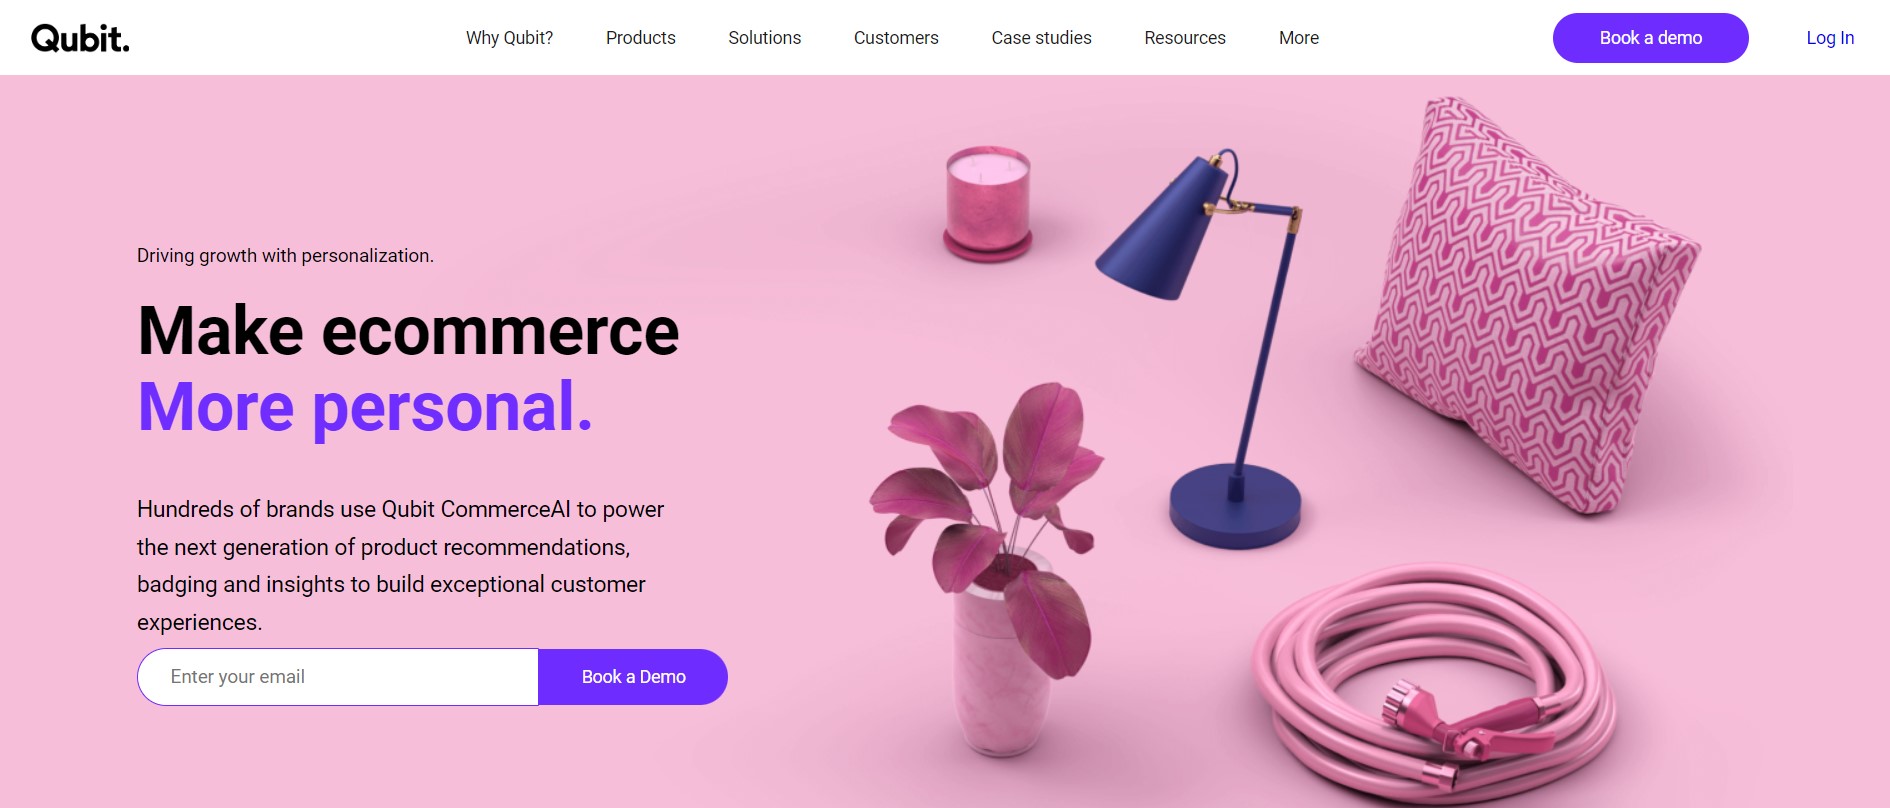 Qubit.
Why Qubit?
Products
Solutions
Customers
Case studies
Resources
More
Book a demo
Log In
Driving growth with personalization.
Make ecommerce
More personal.
Hundreds of brands use Qubit CommerceAI to power
the next generation of product recommendations,
badging and insights to build exceptional customer
experiences.
Enter your email
Book a Demo